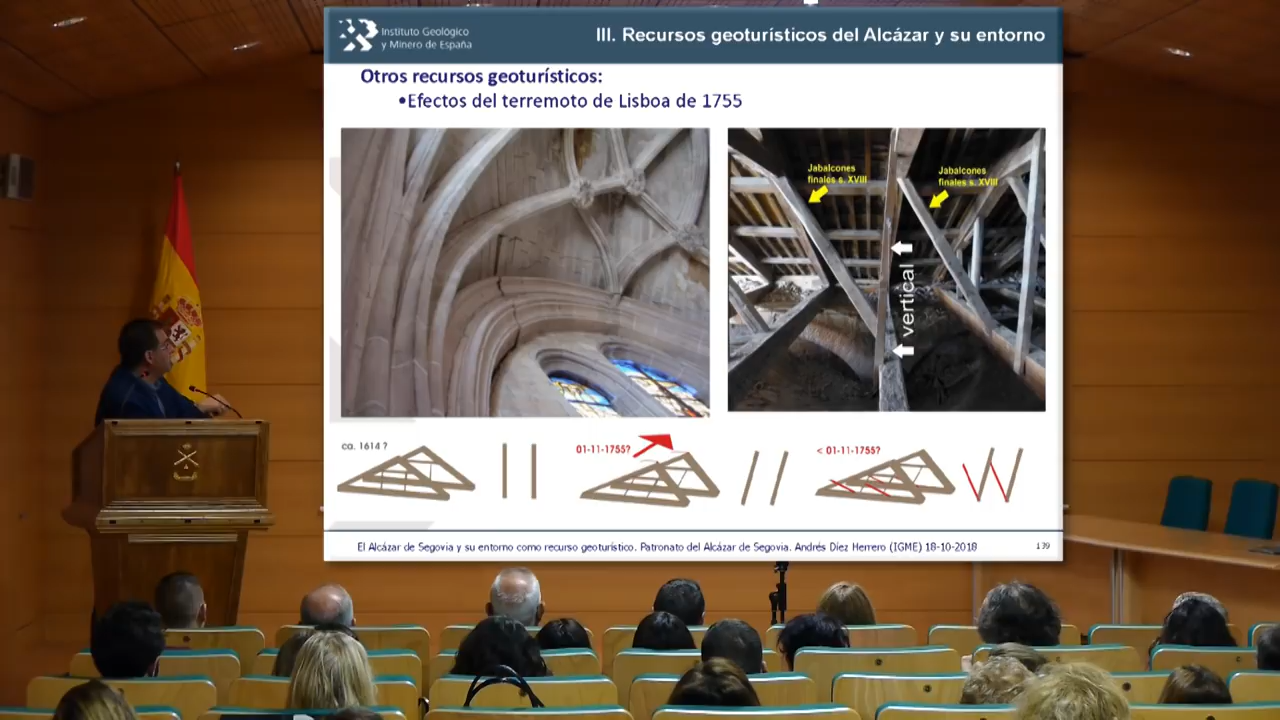 Instituto Geológico
y Minero de España
III. Recursos geoturísticos del Alcázar y su entorno
Otros recursos geoturísticos:
•Efectos del terremoto de Lisboa de 1755
Jabalcones
finales s. XVIII
Jabalcones
finales s. XVIII
vertical
ca. 1614 ?
01-11-1755?
< 01-11-1755?
El Alcázar de Segovia y su entorno como recurso geoturístico. Patronato del Alcázar de Segovia. Andrés Díez Herrero (IGME) 18-10-2018
139